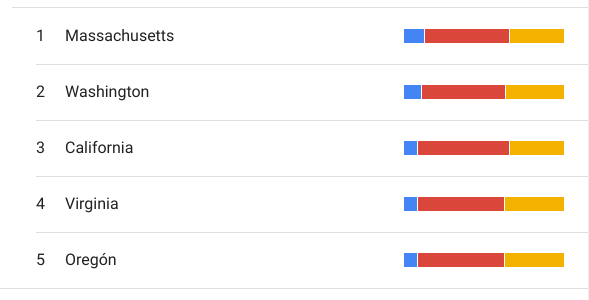 1 Massachusetts
2 Washington
3 California
4 Virginia
5 Oregón